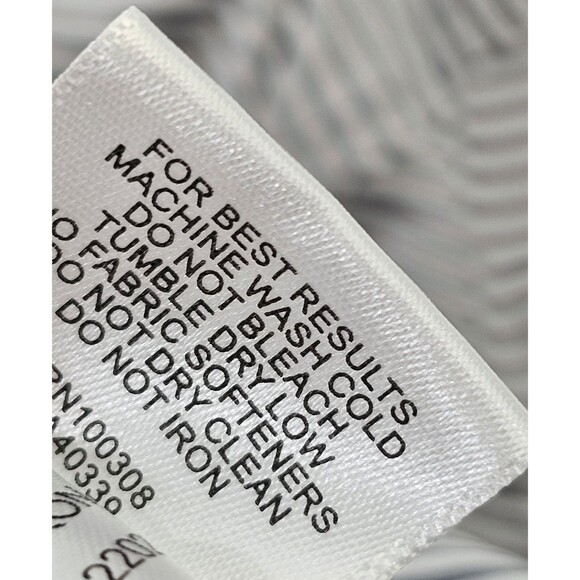 FOR BEST RESULTS
MACHINE WASH COLD
DO NOT BLEACH
TUMBLE DRY LOW
NO FABRIC SOFTENERS
DO NOT DRY CLEAN
DO NOT IRON
RN100308